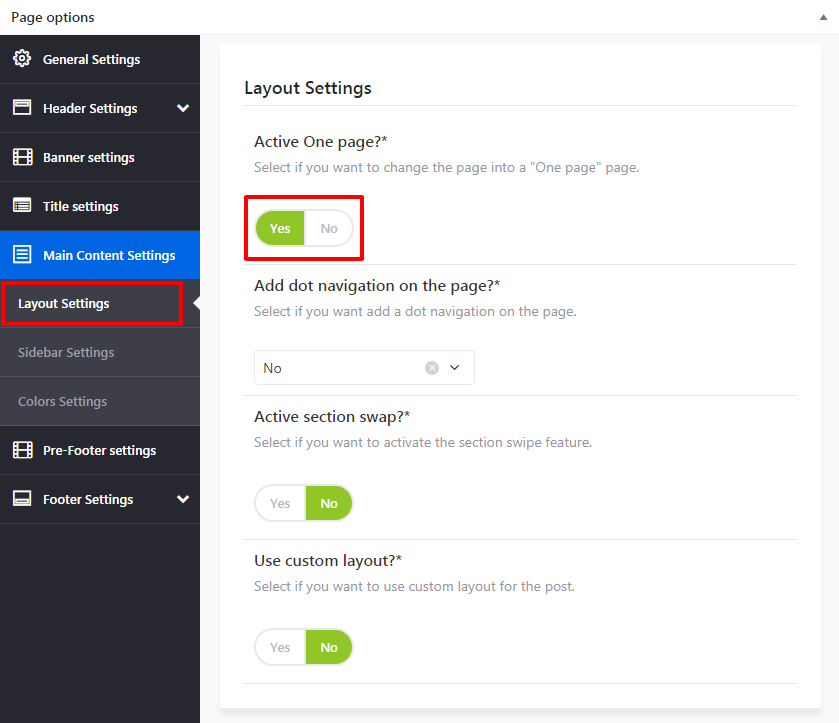 Page options
General Settings
Header Settings
Banner settings
Title settings
Main Content Settings
Layout Settings
Sidebar Settings
Colors Settings
Pre-Footer settings
Footer Settings
Layout Settings
Active One page?*
Select if you want to change the page into a "One page" page.
Yes No
Add dot navigation on the page?*
Select if you want add a dot navigation on the page.
No
Active section swap?*
Select if you want to activate the section swipe feature.
Yes No
Use custom layout?*
Select if you want to use custom layout for the post.
Yes No